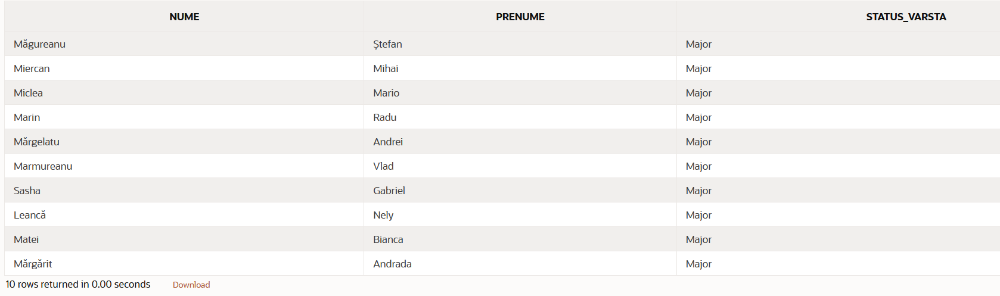 NUME PRENUME STATUS_VARSTA
Măgureanu Ștefan Major
Miercan Mihai Major
Miclea Mario Major
Marin Radu Major
Mărgelatu Andrei Major
Marmureanu Vlad Major
Sasha Gabriel Major
Leancă Nely Major
Matei Bianca Major
Mărgărit Andrada Major
10 rows returned in 0.00 seconds Download